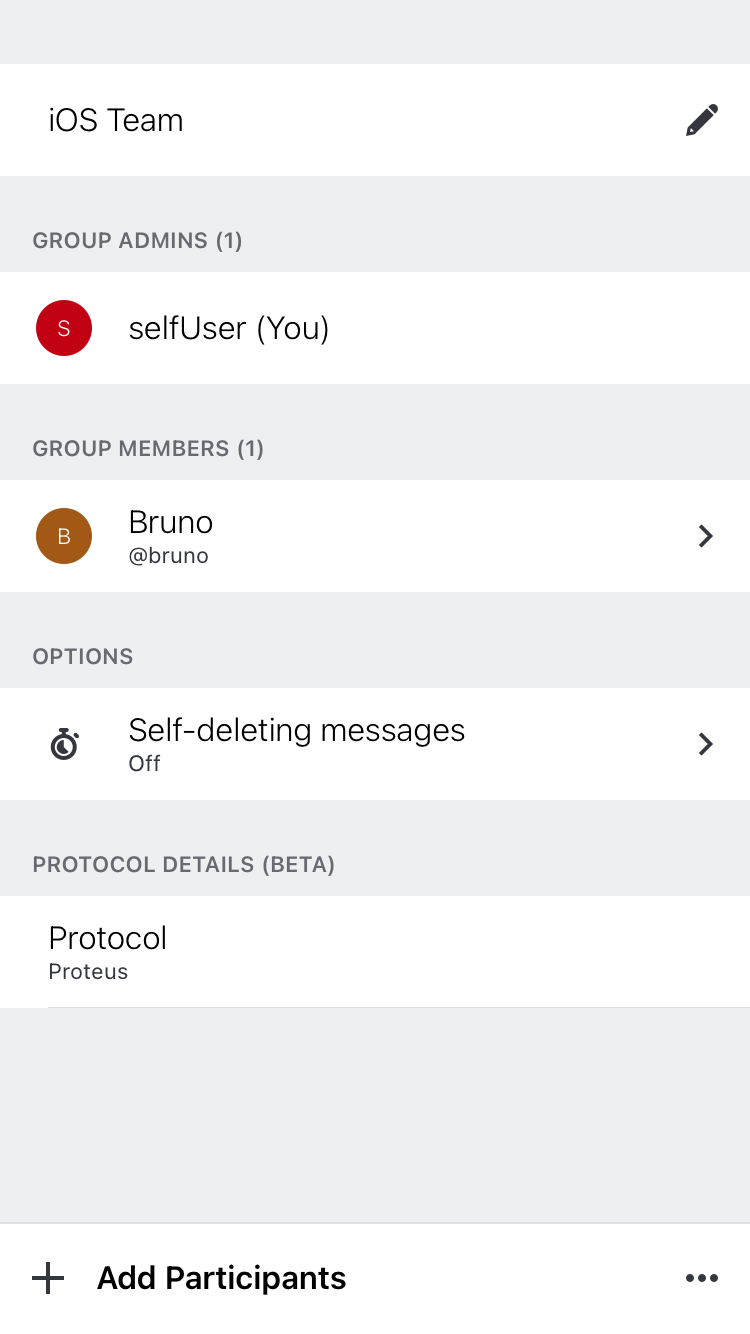 iOS Team
GROUP ADMINS (1)
S
selfUser (You)
GROUP MEMBERS (1)
B
Bruno
@bruno
OPTIONS
Self-deleting messages
Off
PROTOCOL DETAILS (BETA)
Protocol
Proteus
Add Participants